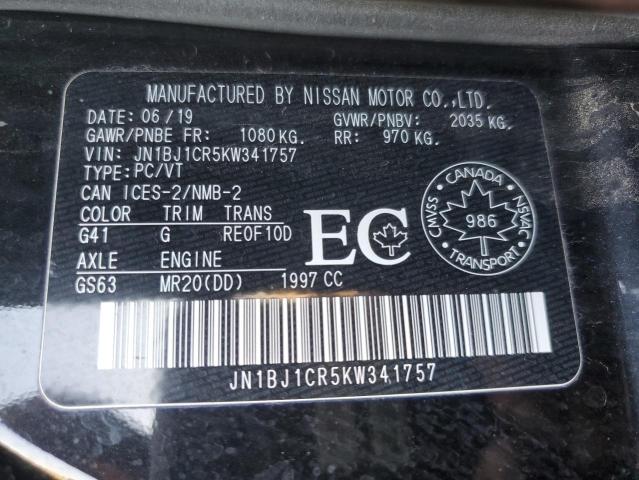 MANUFACTURED BY NISSAN MOTOR CO.,LTD.
DATE: 06/19 GVWR/PNBV: 2035 KG.
GAWR/PNBE FR: 1080 KG. RR: 970 KG.
VIN: JN1BJ1CR5KW341757
TYPE: PC/VT
CAN ICES-2/NMB-2
COLOR TRIM TRANS
G41 G RE0F10D
AXLE ENGINE
GS63 MR20(DD) 1997 CC
EC
CANADA
CMVSS 986 NSVAC
TRANSPORT
JN1BJ1CR5KW341757